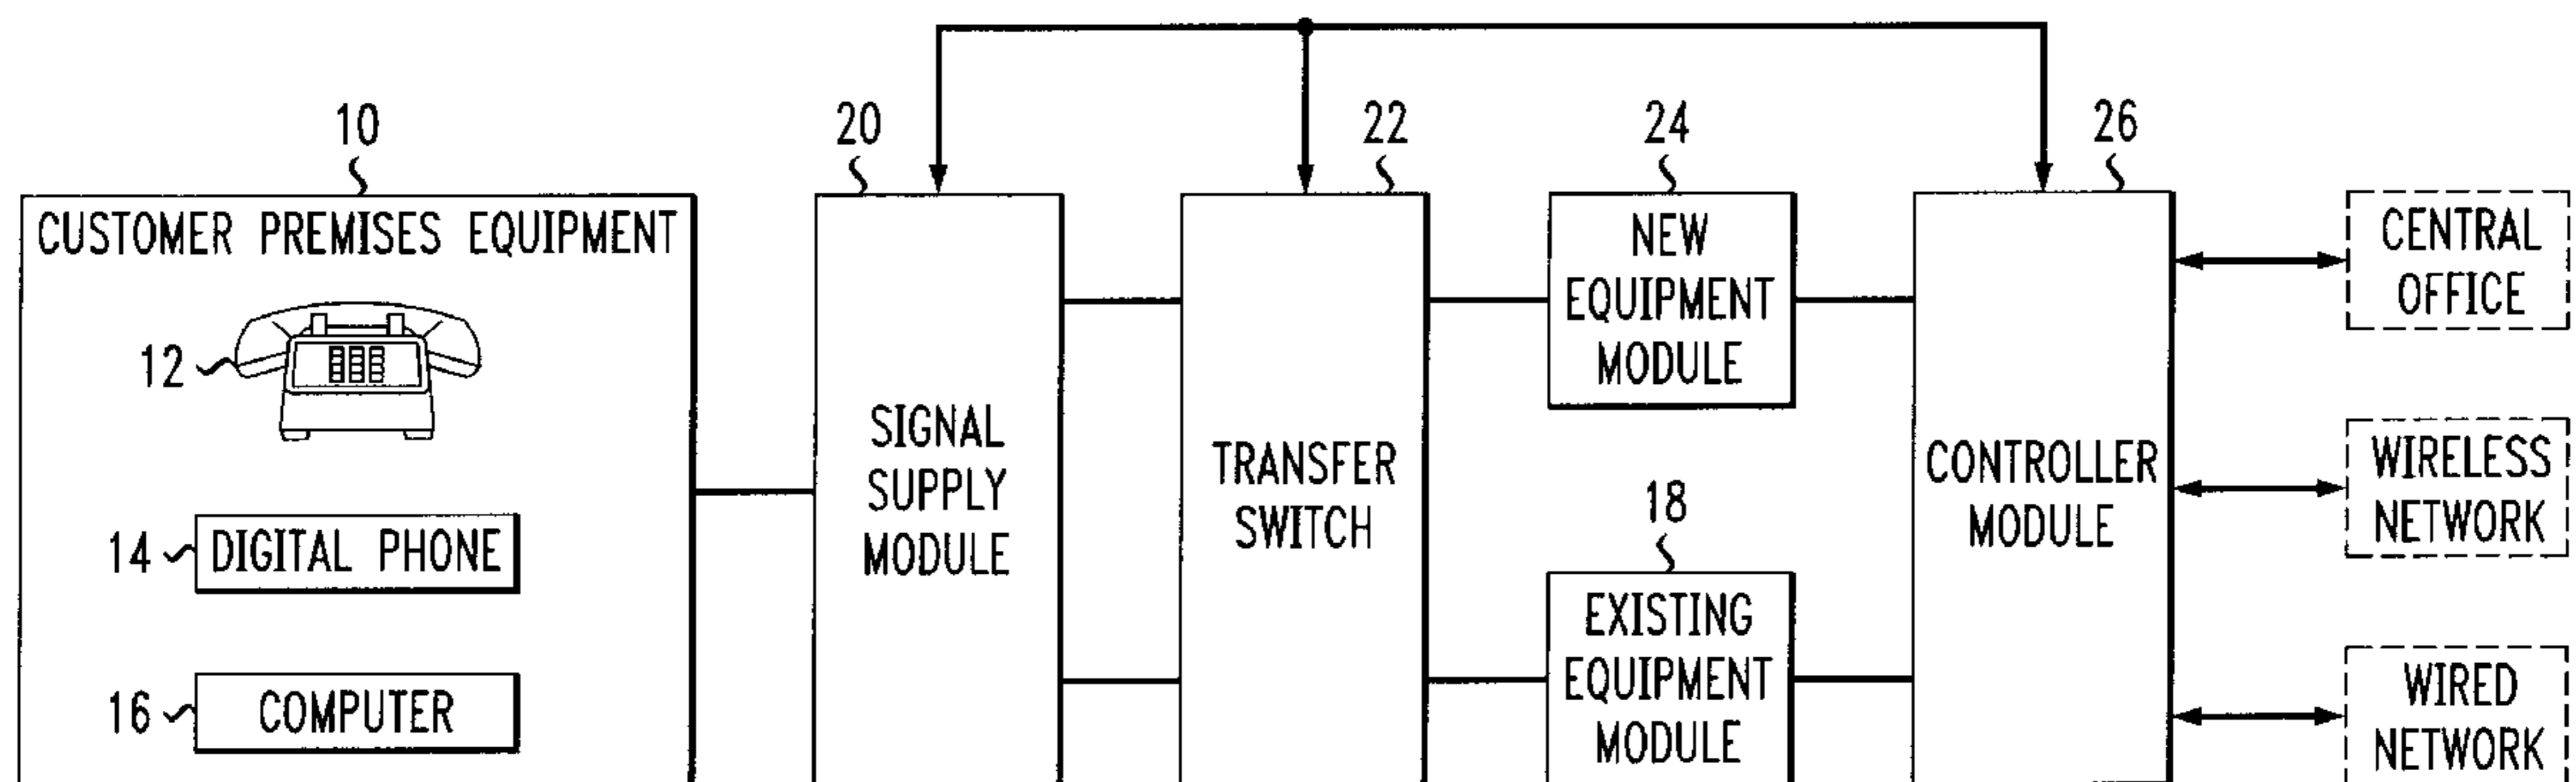 10
20
22
24
26
CUSTOMER PREMISES EQUIPMENT
12
14
DIGITAL PHONE
16
COMPUTER
SIGNAL
SUPPLY
MODULE
TRANSFER
SWITCH
NEW
EQUIPMENT
MODULE
18
EXISTING
EQUIPMENT
MODULE
CONTROLLER
MODULE
CENTRAL
OFFICE
WIRELESS
NETWORK
WIRED
NETWORK